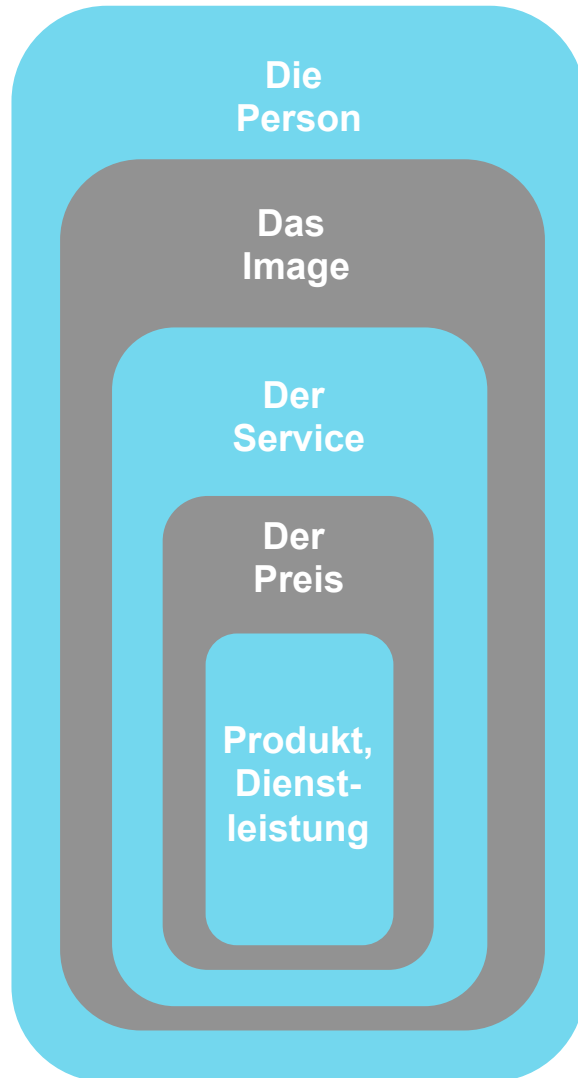 Die
Person
Das
Image
Der
Service
Der
Preis
Produkt,
Dienst-
leistung